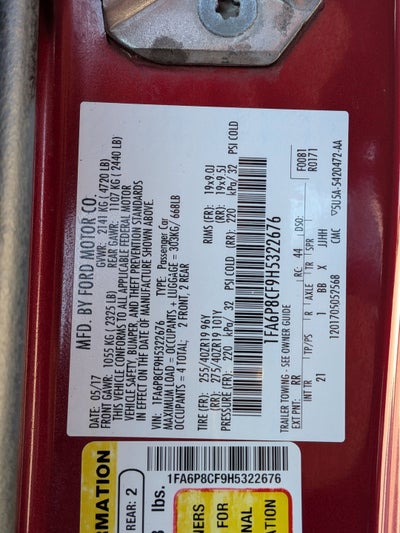 MFD. BY FORD MOTOR CO.
DATE: 05/17
GVWR: 2141 KG ( 4720 LB)
FRONT GAWR: 1055 KG ( 2325 LB)
REAR GAWR: 1107 KG ( 2440 LB)
THIS VEHICLE CONFORMS TO ALL APPLICABLE FEDERAL MOTOR
VEHICLE SAFETY, BUMPER, AND THEFT PREVENTION STANDARDS
IN EFFECT ON THE DATE OF MANUFACTURE SHOWN ABOVE.
VIN: 1FA6P8CF9H5322676
TYPE: Passenger Car
MAXIMUM LOAD = OCCUPANTS + LUGGAGE = 303KG / 668LB
OCCUPANTS = 4 TOTAL; 2 FRONT 2 REAR
TIRE (FR): 255/40ZR19 96Y RIMS (FR): 19x9.0J
(RR): 275/40ZR19 101Y (RR): 19x9.5J
PRESSURE (FR): 220 kPa/ 32 PSI COLD (RR): 220 kPa/ 32 PSI COLD
1FA6P8CF9H5322676
F0081
R0171
TRAILER TOWING - SEE OWNER GUIDE
EXT PNT: RR RC: 44 DSO:
INT TR TP/PS R AXLE TR SPR
21 I BB X JJHH
1201705052568 CMC
5U5A-5420472-AA
1FA6P8CF9H5322676
REAR: 2
lbs.